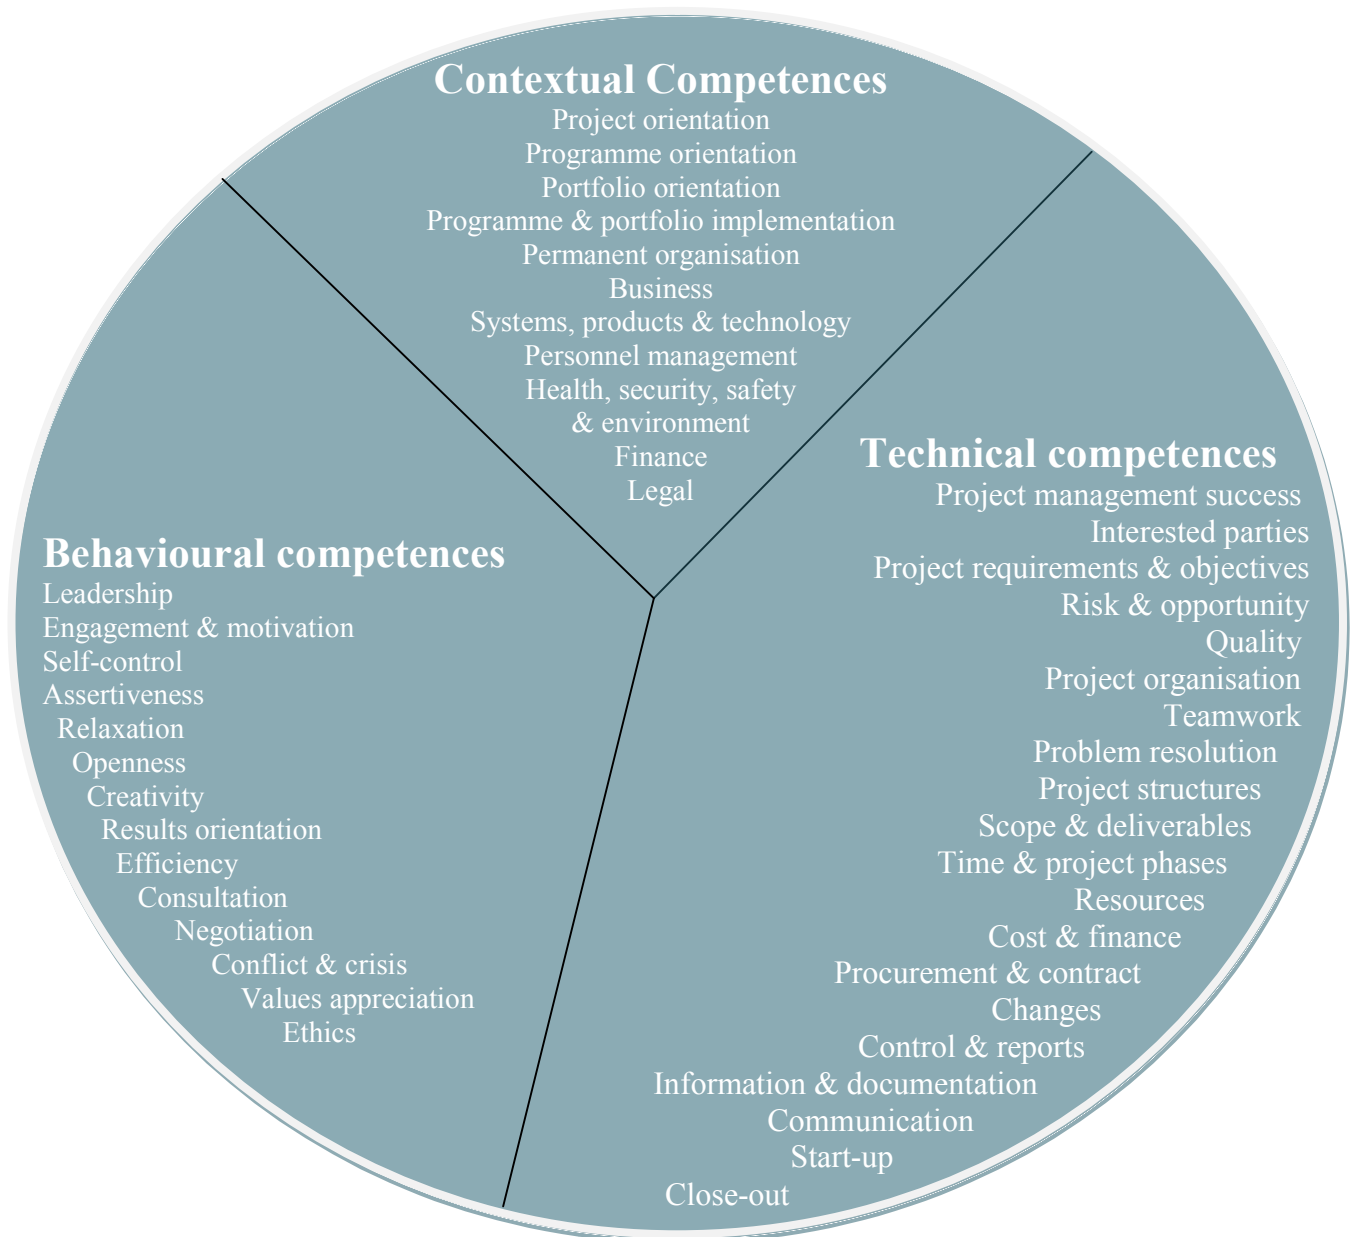 Contextual Competences
Project orientation
Programme orientation
Portfolio orientation
Programme & portfolio implementation
Permanent organisation
Business
Systems, products & technology
Personnel management
Health, security, safety
& environment
Finance
Legal
Technical competences
Project management success
Interested parties
Project requirements & objectives
Risk & opportunity
Quality
Project organisation
Teamwork
Problem resolution
Project structures
Scope & deliverables
Time & project phases
Resources
Cost & finance
Procurement & contract
Changes
Control & reports
Information & documentation
Communication
Start-up
Close-out
Behavioural competences
Leadership
Engagement & motivation
Self-control
Assertiveness
Relaxation
Openness
Creativity
Results orientation
Efficiency
Consultation
Negotiation
Conflict & crisis
Values appreciation
Ethics